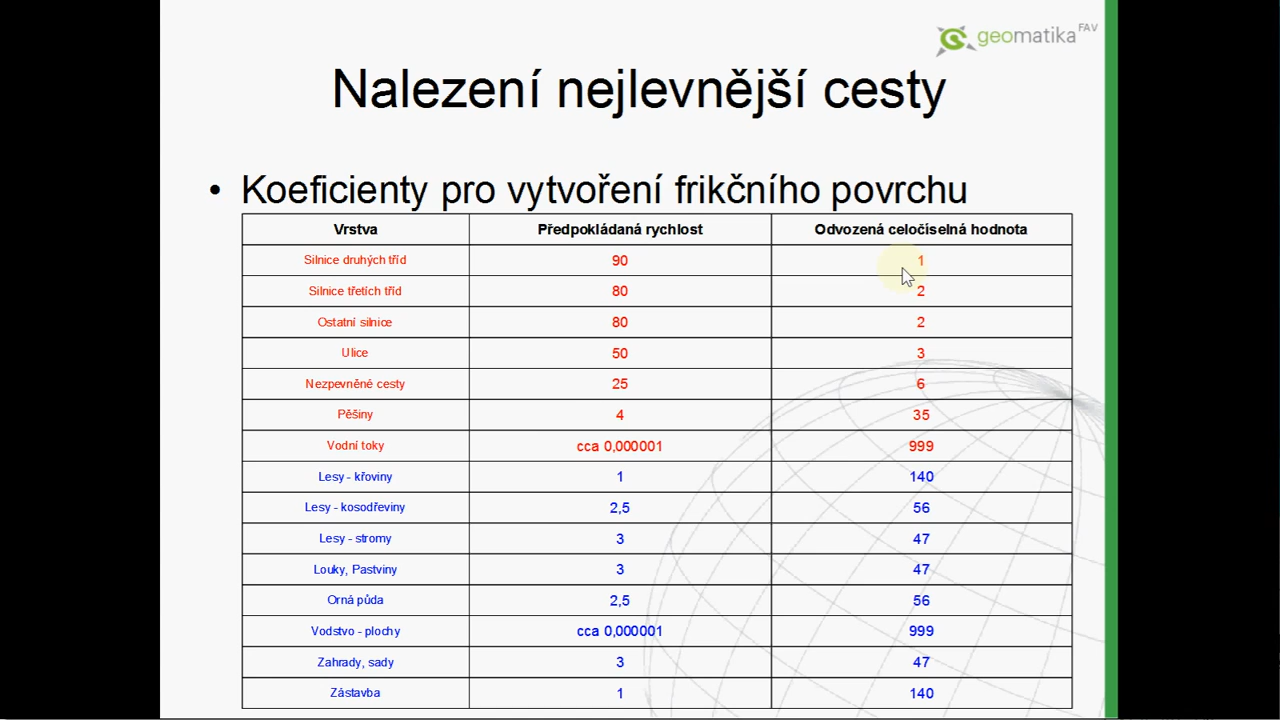 geomatika FAV
Nalezení nejlevnější cesty
• Koeficienty pro vytvoření frikčního povrchu
Vrstva Předpokládaná rychlost Odvozená celočíselná hodnota
Silnice druhých tříd 90 1
Silnice třetích tříd 80 2
Ostatní silnice 80 2
Ulice 50 3
Nezpevněné cesty 25 6
Pěšiny 4 35
Vodní toky cca 0,000001 999
Lesy - křoviny 1 140
Lesy - kosodřeviny 2,5 56
Lesy - stromy 3 47
Louky, Pastviny 3 47
Orná půda 2,5 56
Vodstvo - plochy cca 0,000001 999
Zahrady, sady 3 47
Zástavba 1 140